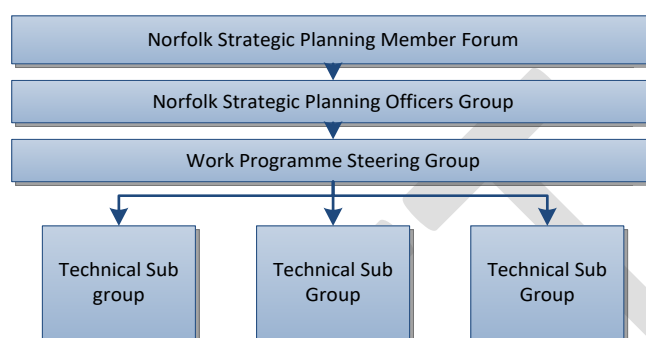 Norfolk Strategic Planning Member Forum
Norfolk Strategic Planning Officers Group
Work Programme Steering Group
Technical Sub
group
Technical Sub
Group
Technical Sub
Group